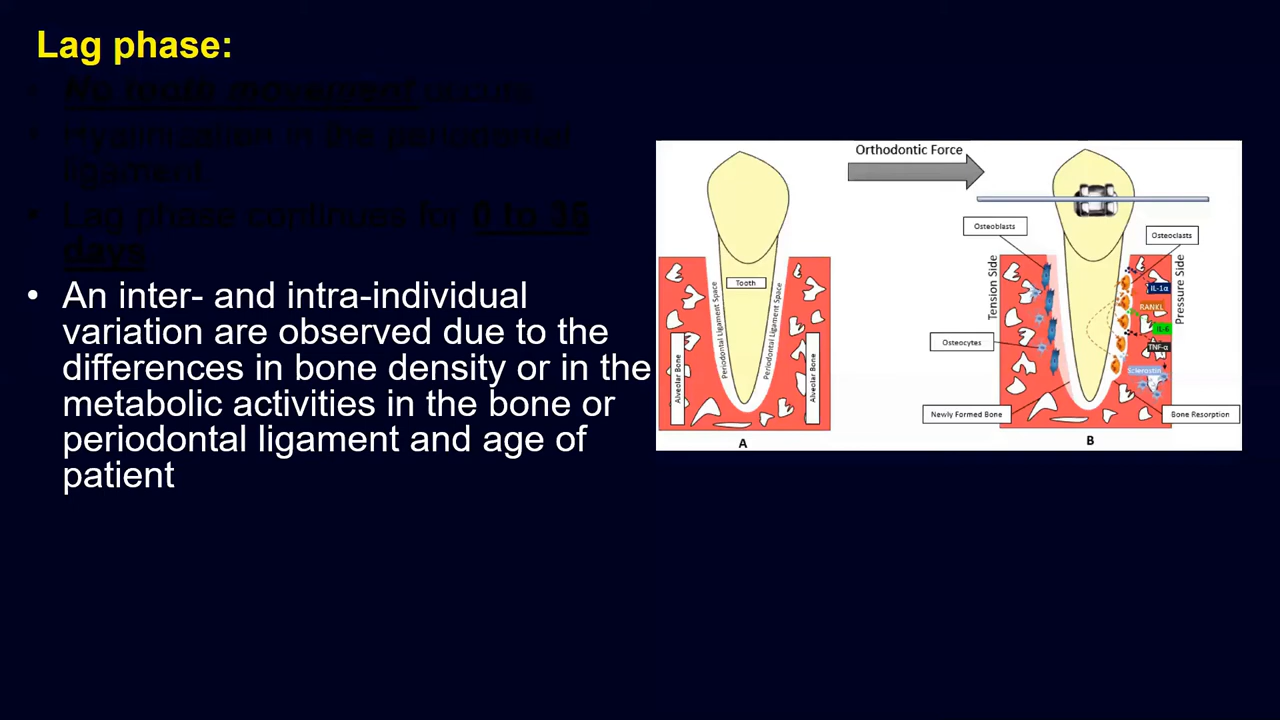 Lag phase:
• No tooth movement occurs
• Hyalinization in the periodontal
ligament
• Lag phase continues for 0 to 35
days
• An inter- and intra-individual
variation are observed due to the
differences in bone density or in the
metabolic activities in the bone or
periodontal ligament and age of
patient
Orthodontic Force
Tooth
Periodontal Ligament Space
Periodontal Ligament Space
Alveolar Bone
Alveolar Bone
A
Osteoblasts
Osteoclasts
Tension Side
Pressure Side
IL-1α
RANKL
IL-6
TNF-α
Osteocytes
Sclerostin
Newly Formed Bone
Bone Resorption
B